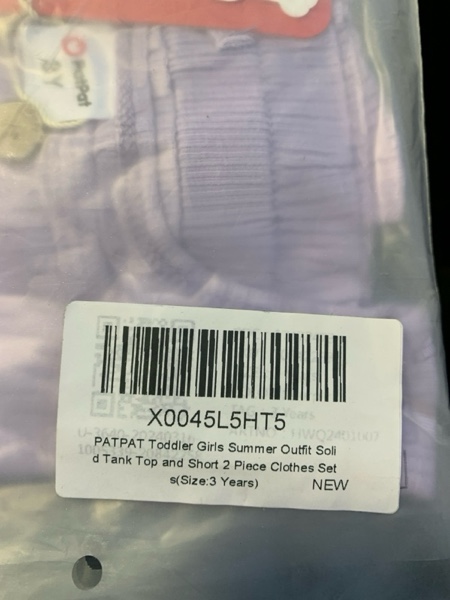 PatPat
3Y
X0045L5HT5
PATPAT Toddler Girls Summer Outfit Soli
d Tank Top and Short 2 Piece Clothes Set
s(Size:3 Years)
NEW